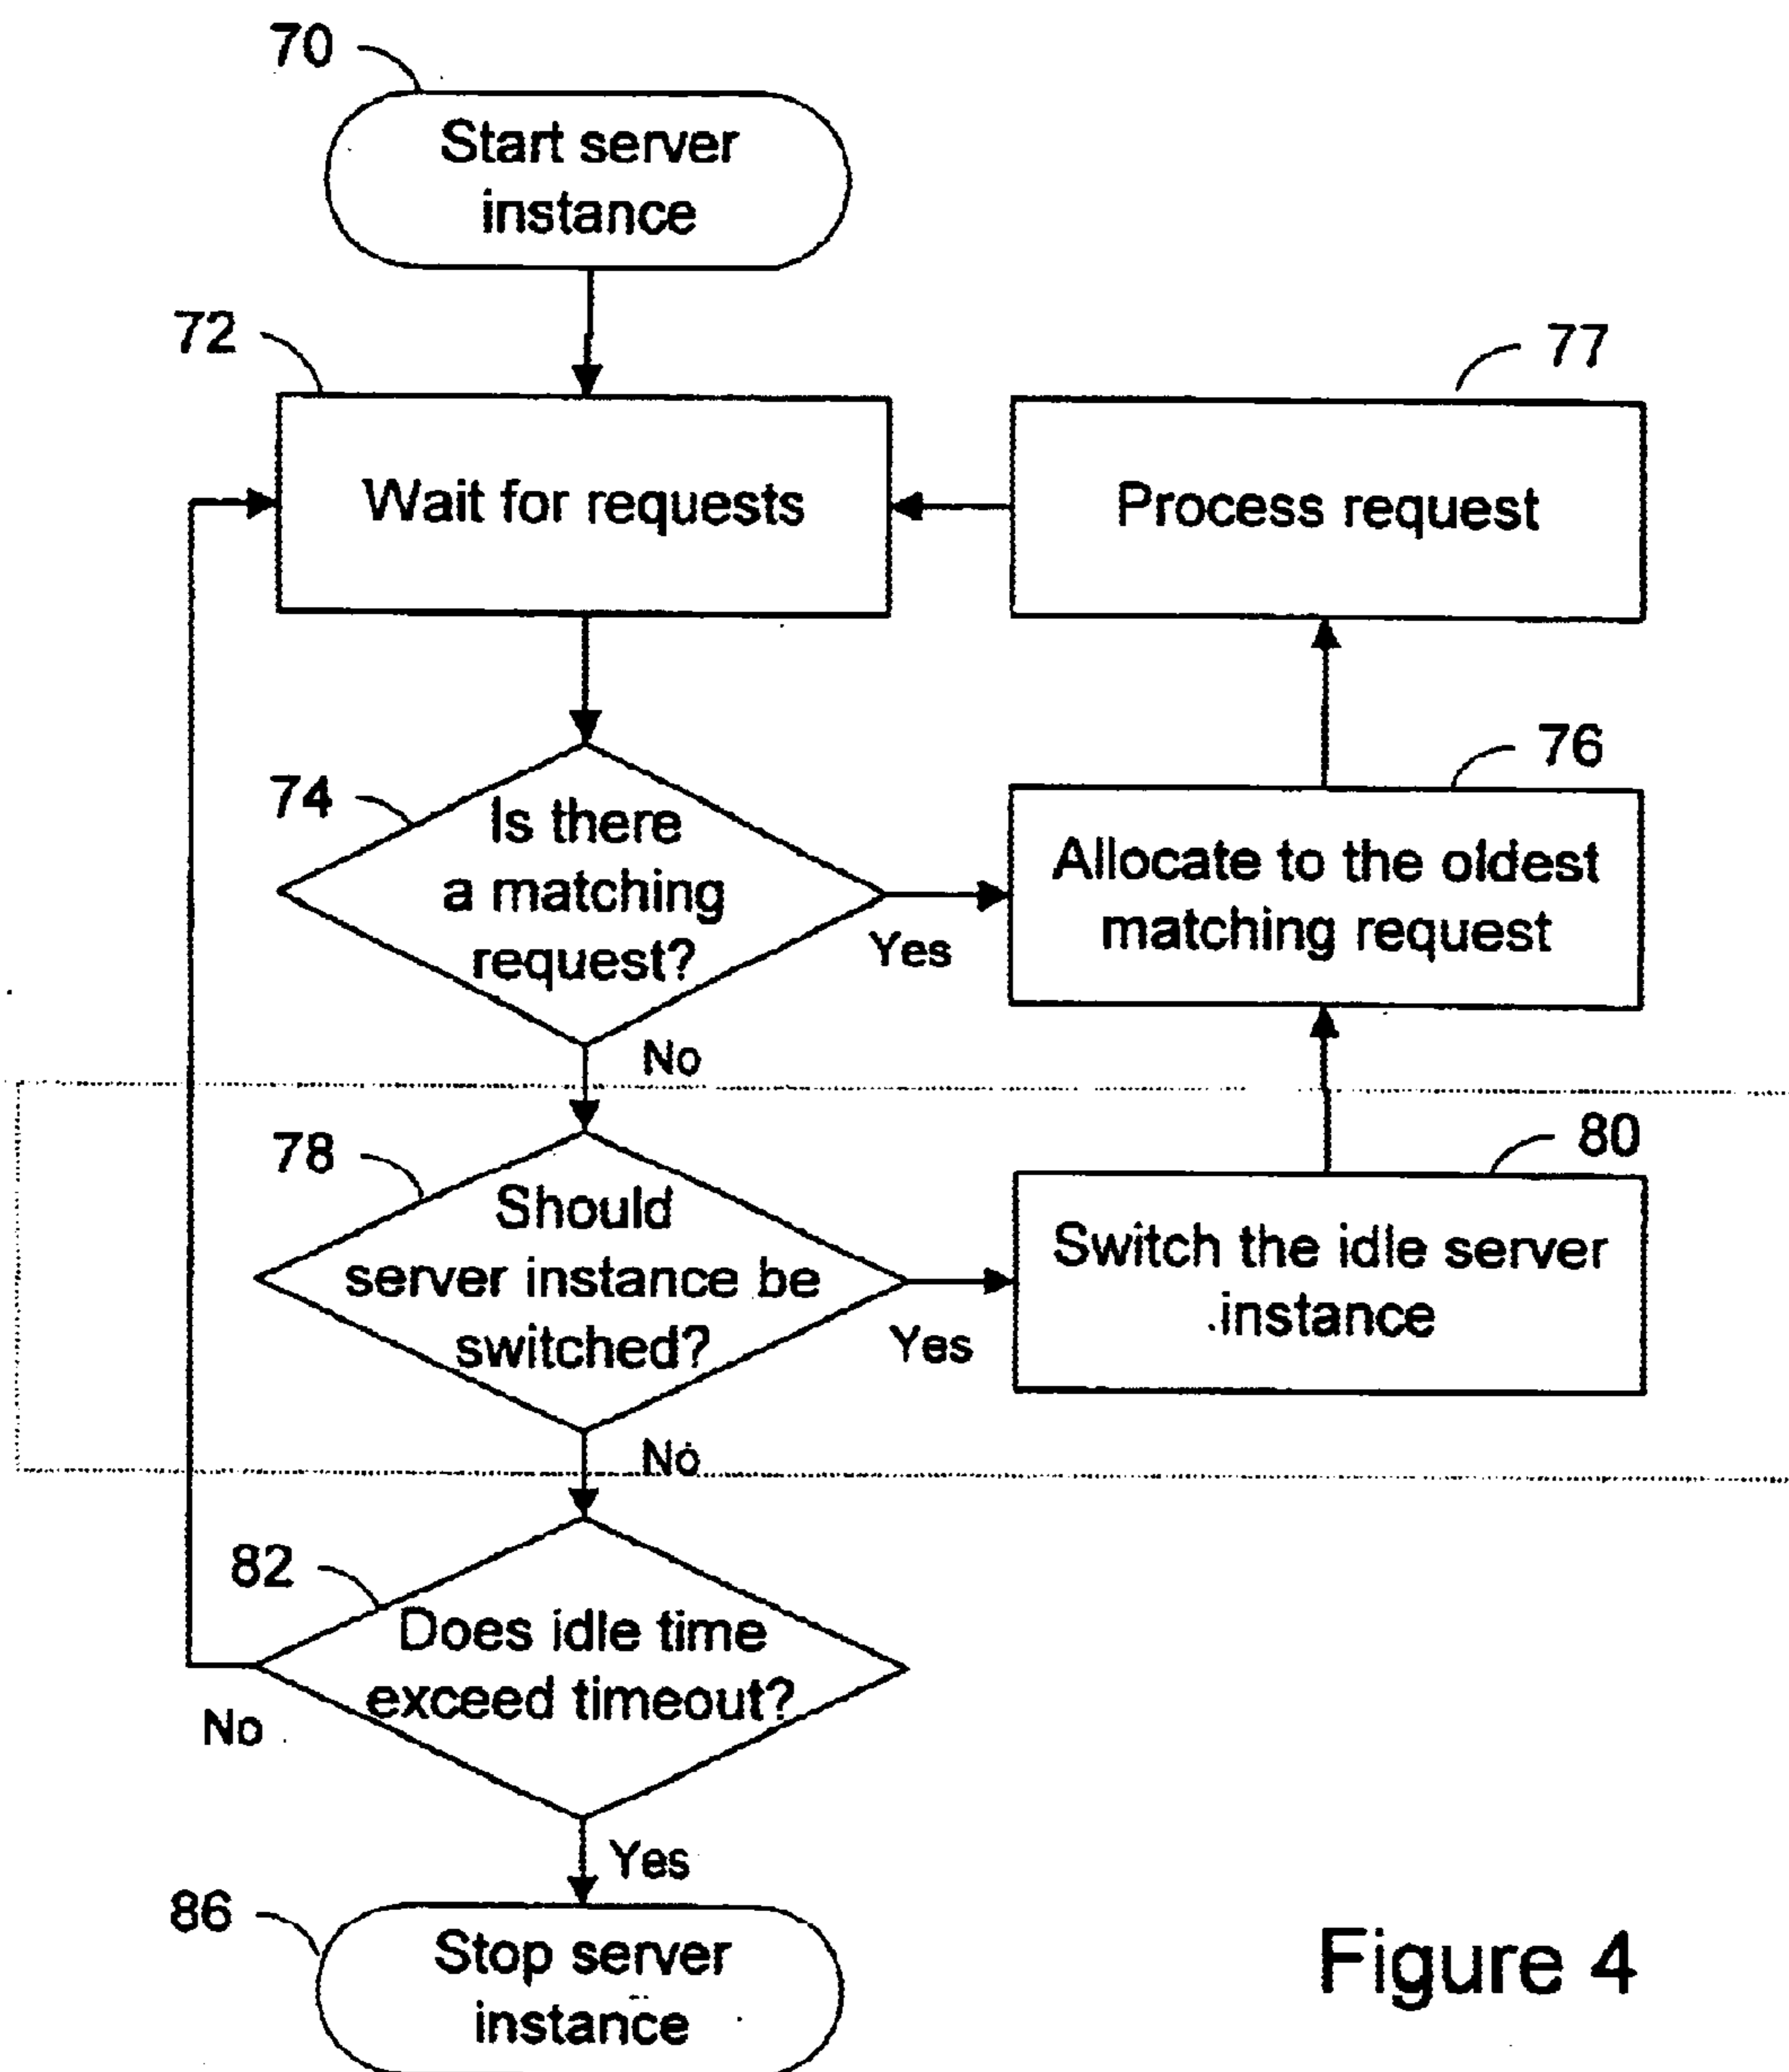 70
Start server
instance
72
Wait for requests
77
Process request
74
Is there
a matching
request?
Yes
No
76
Allocate to the oldest
matching request
78
Should
server instance be
switched?
Yes
No
80
Switch the idle server
instance
82
Does idle time
exceed timeout?
No
Yes
86
Stop server
instance
Figure 4